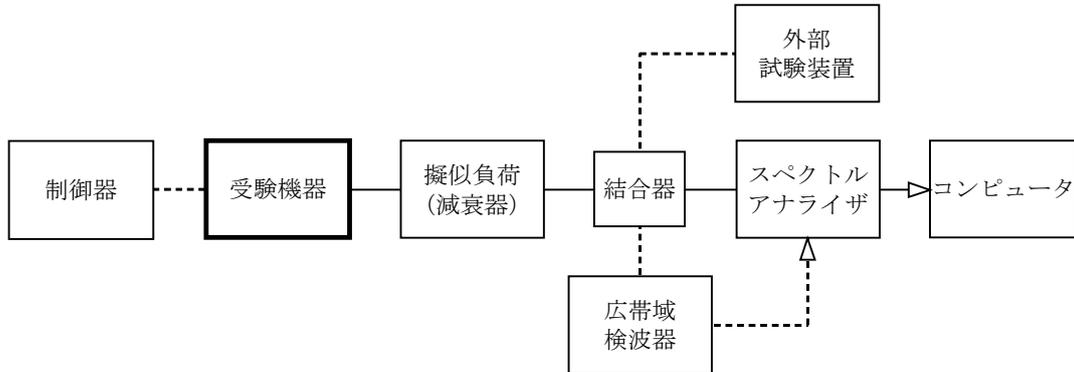 外部
試験装置
制御器
受験機器
擬似負荷
（減衰器）
結合器
スペクトル
アナライザ
コンピュータ
広帯域
検波器